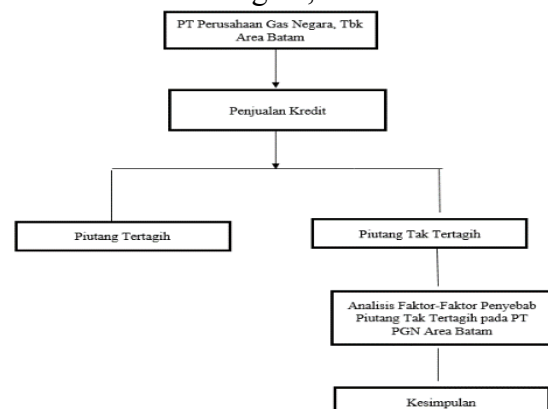 PT Perusahaan Gas Negara, Tbk
Area Batam
Penjualan Kredit
Piutang Tertagih
Piutang Tak Tertagih
Analisis Faktor-Faktor Penyebab
Piutang Tak Tertagih pada PT
PGN Area Batam
Kesimpulan